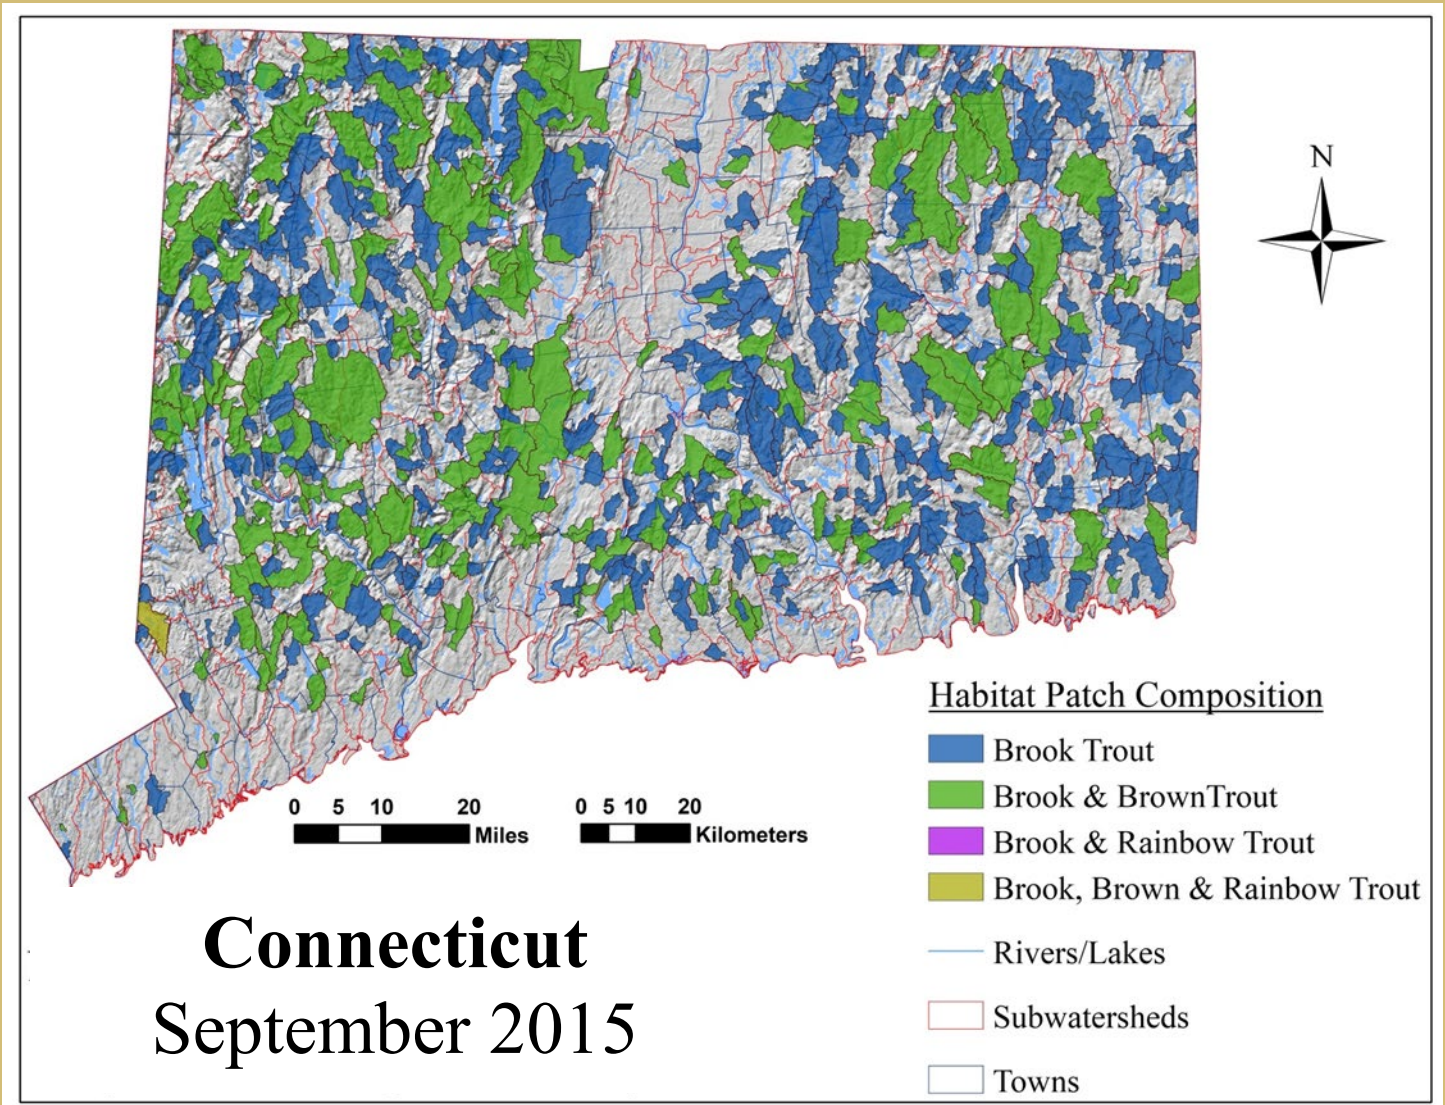 N
Habitat Patch Composition
Brook Trout
Brook & BrownTrout
Brook & Rainbow Trout
Brook, Brown & Rainbow Trout
Rivers/Lakes
Subwatersheds
Towns
0 5 10 20 Miles
0 5 10 20 Kilometers
Connecticut
September 2015